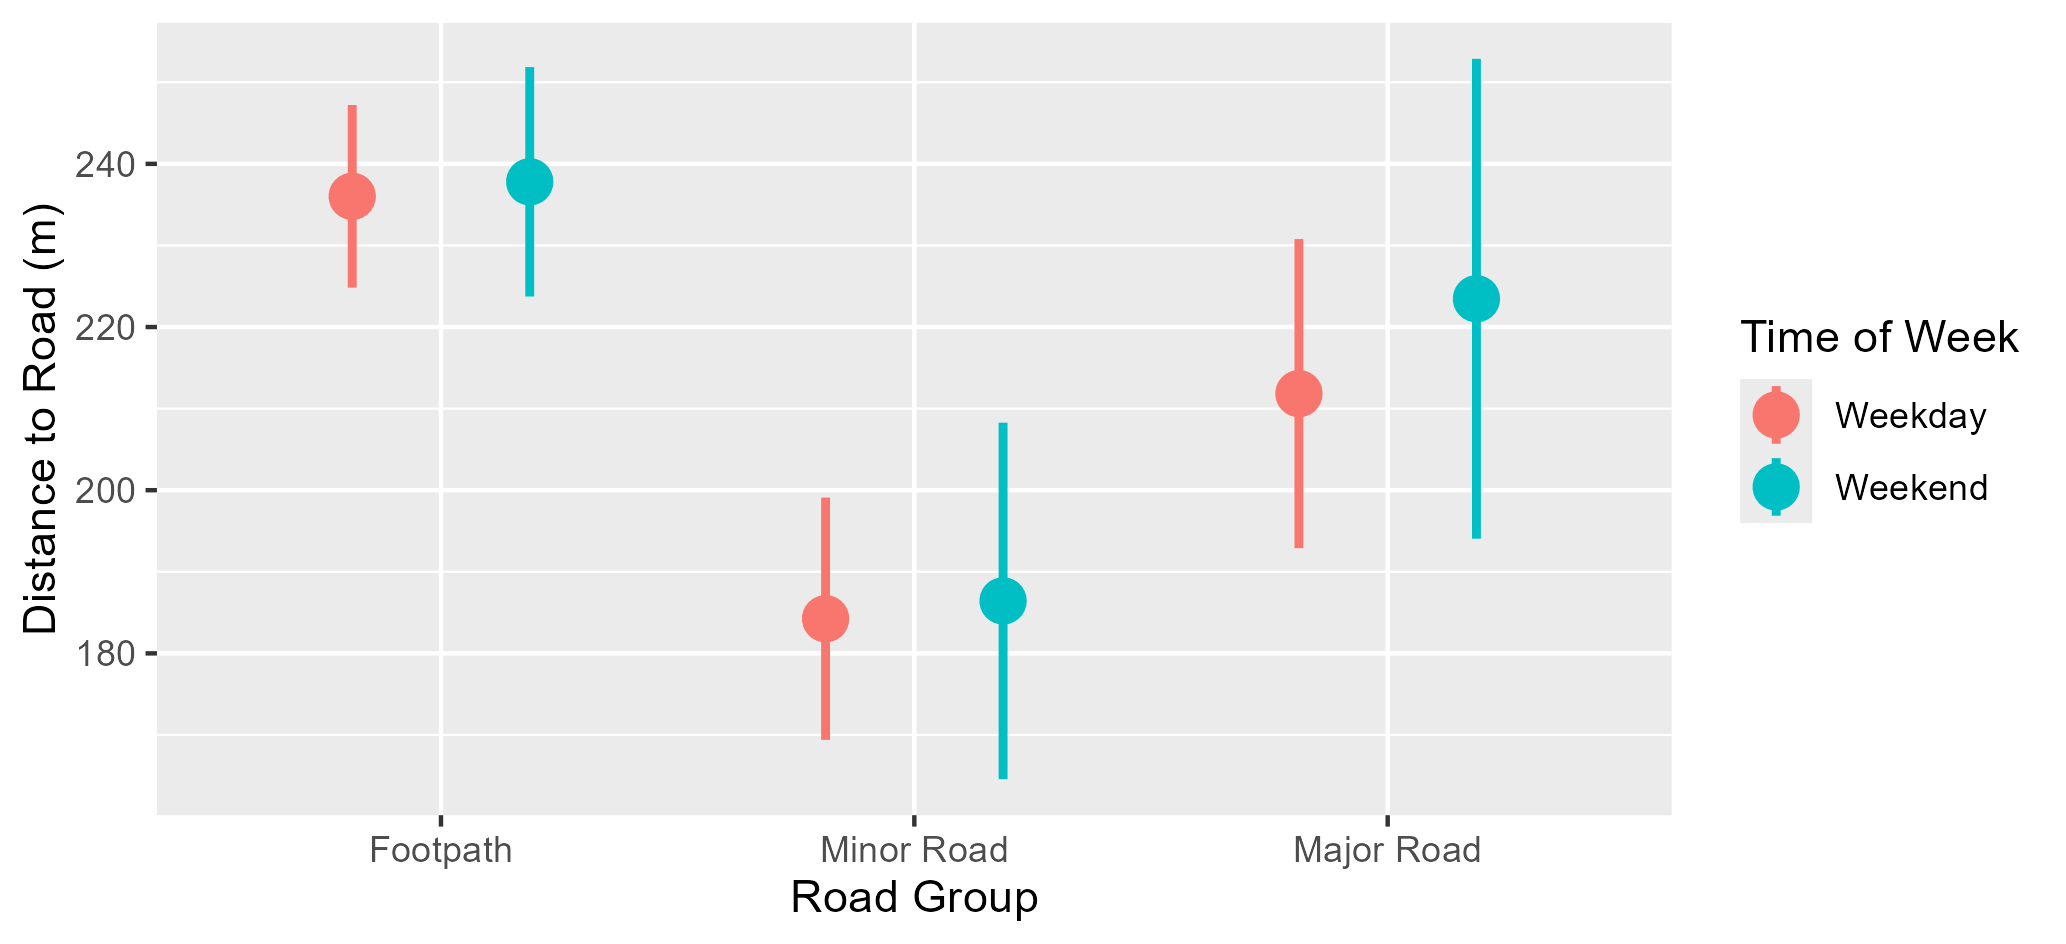 Distance to Road (m)
240
220
200
180
Footpath
Minor Road
Major Road
Road Group
Time of Week
Weekday
Weekend